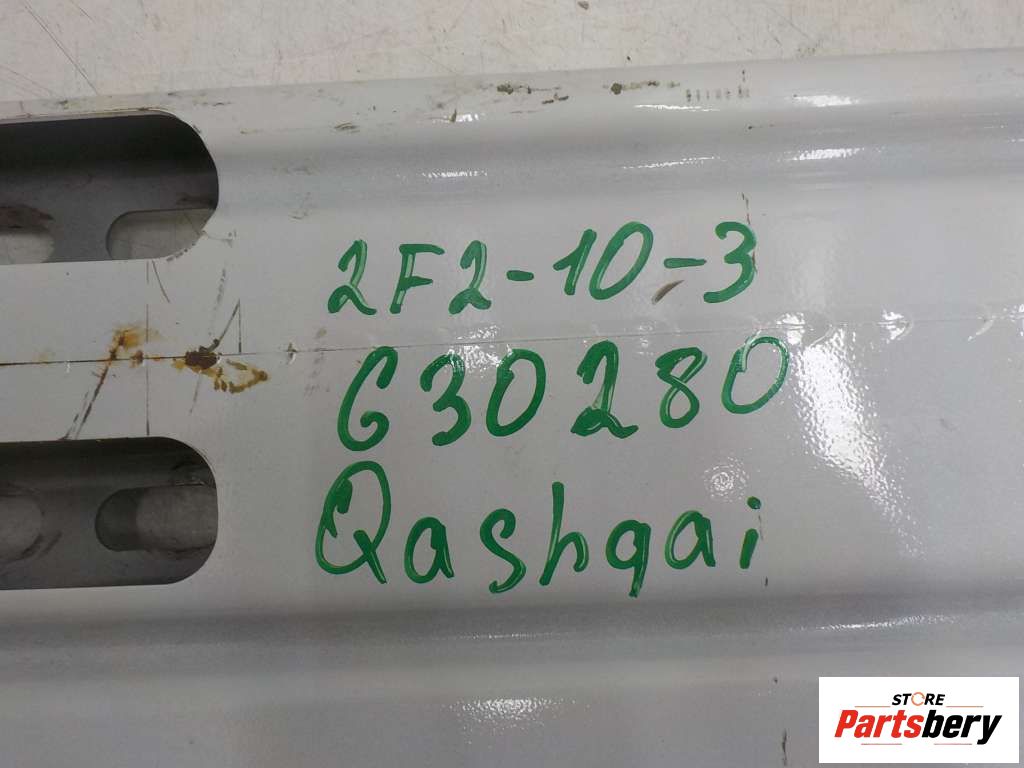 2F2-10-3
G30280
Qashqai
STORE
Partsbery